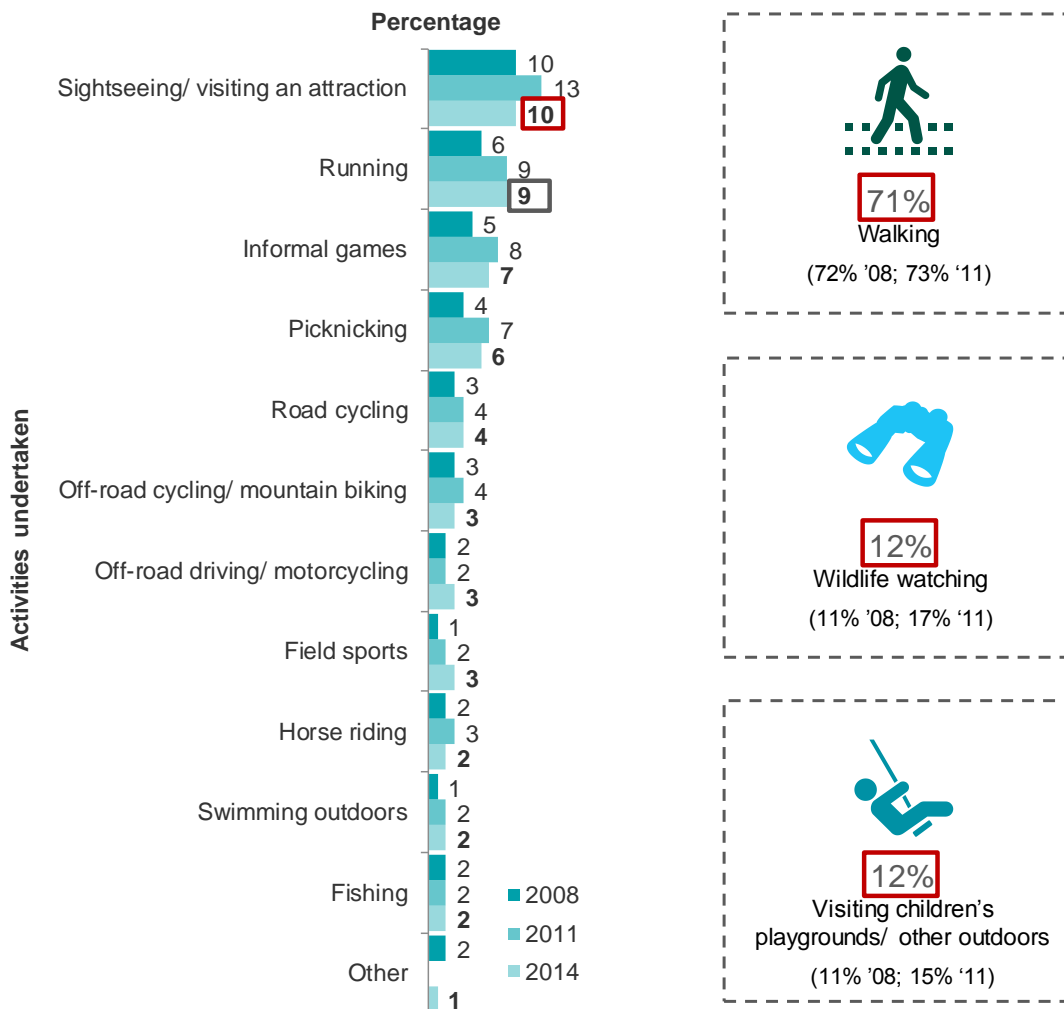 Percentage
Activities undertaken
Sightseeing/ visiting an attraction
10
13
10
Running
6
9
9
Informal games
5
8
7
Picknicking
4
7
6
Road cycling
3
4
4
Off-road cycling/ mountain biking
3
4
3
Off-road driving/ motorcycling
2
2
3
Field sports
1
2
3
Horse riding
2
3
2
Swimming outdoors
1
2
2
Fishing
2
2
2
Other
2
1
2008
2011
2014
71%
Walking
(72% '08; 73% ‘11)
12%
Wildlife watching
(11% '08; 17% ‘11)
12%
Visiting children’s
playgrounds/ other outdoors
(11% '08; 15% ‘11)